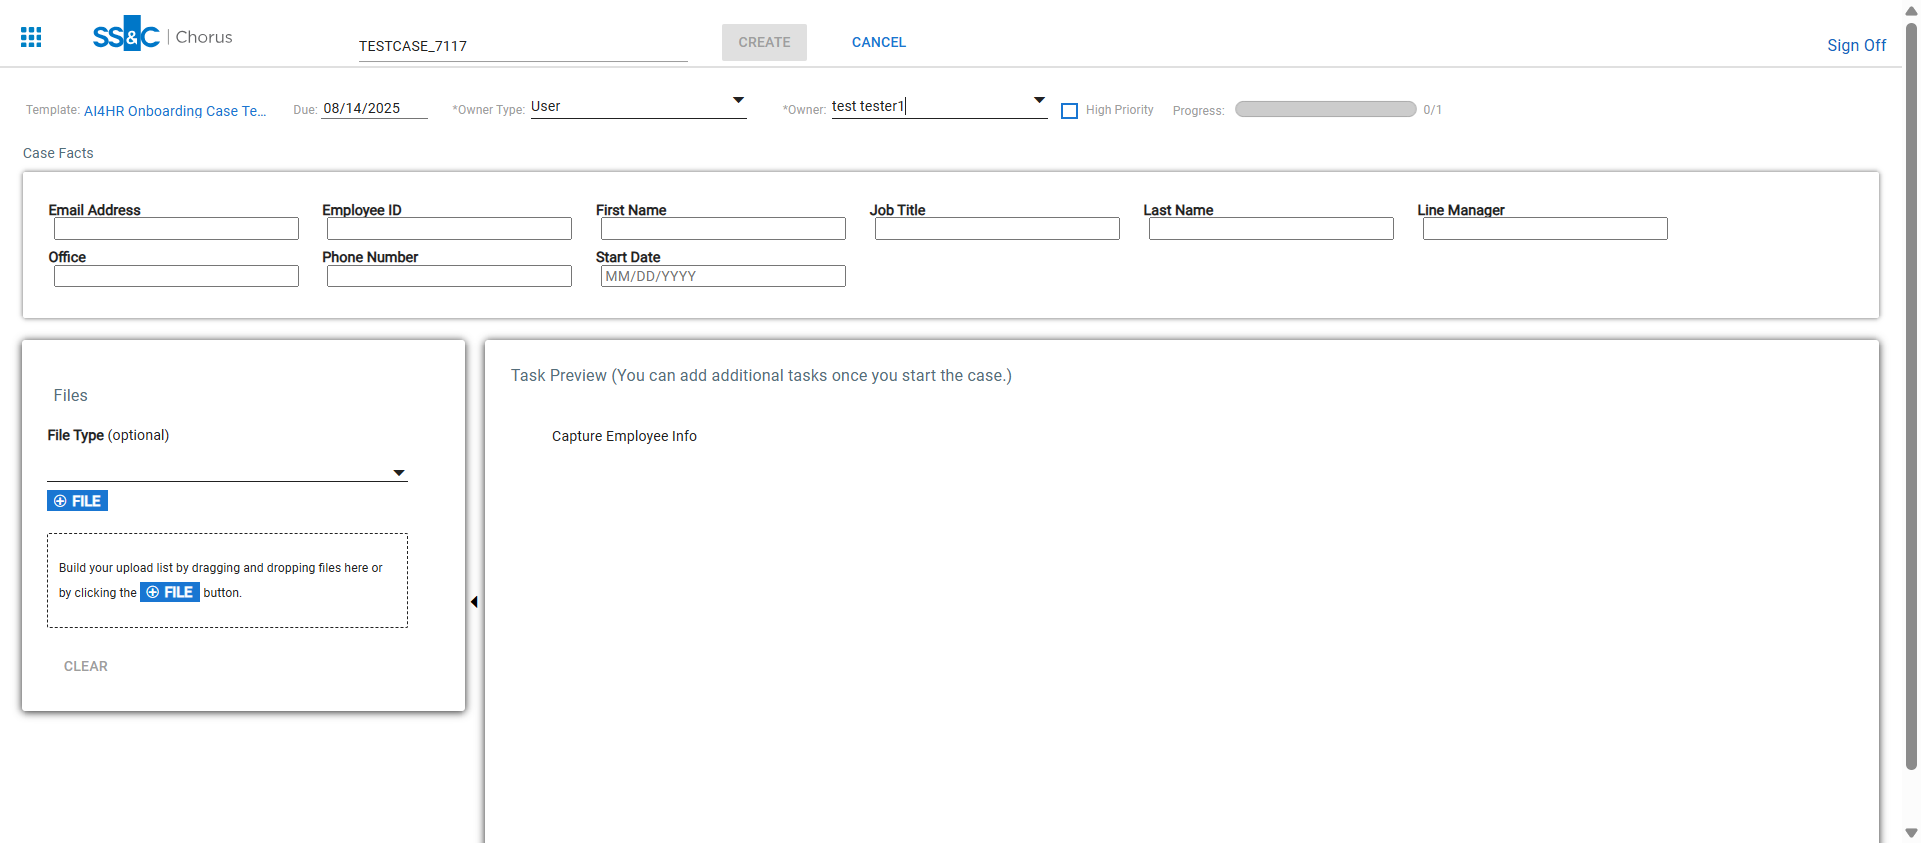 SS&C | Chorus
TESTCASE_7117
CREATE
CANCEL
Sign Off
Template: AI4HR Onboarding Case Te...
Due: 08/14/2025
*Owner Type: User
*Owner: test tester1
High Priority
Progress: 0/1
Case Facts
Email Address
Employee ID
First Name
Job Title
Last Name
Line Manager
Office
Phone Number
Start Date
MM/DD/YYYY
Files
File Type (optional)
FILE
Build your upload list by dragging and dropping files here or
by clicking the FILE button.
CLEAR
Task Preview (You can add additional tasks once you start the case.)
Capture Employee Info